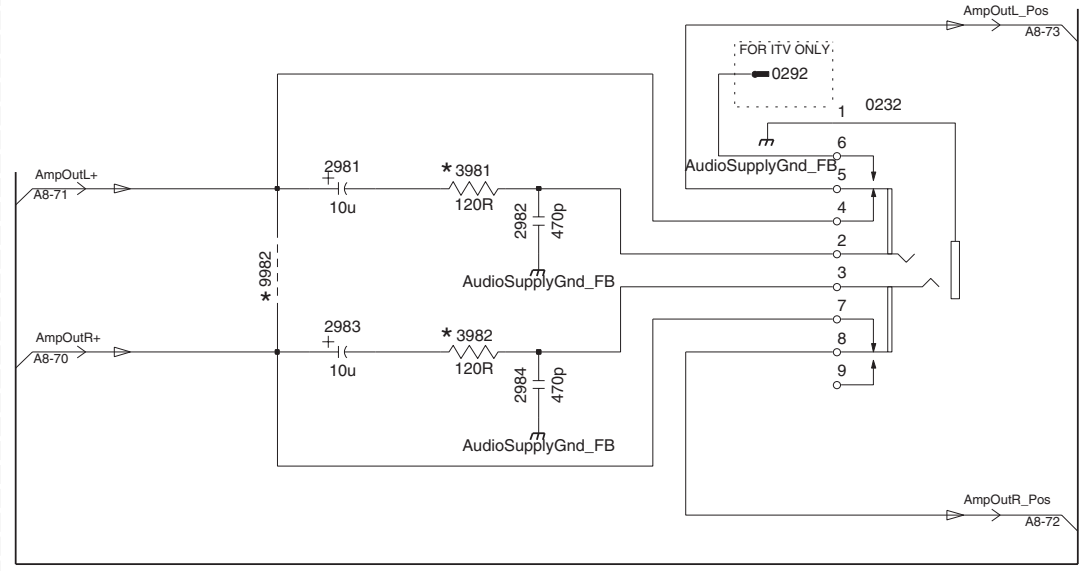 AmpOutL_Pos
A8-73
FOR ITV ONLY
0292
1
0232
6
AudioSupplyGnd_FB
5
AmpOutL+
A8-71
2981
+
10u
* 3981
120R
2982
470p
AudioSupplyGnd_FB
4
2
3
* 9982
7
AmpOutR+
A8-70
2983
+
10u
* 3982
120R
2984
470p
AudioSupplyGnd_FB
8
9
AmpOutR_Pos
A8-72